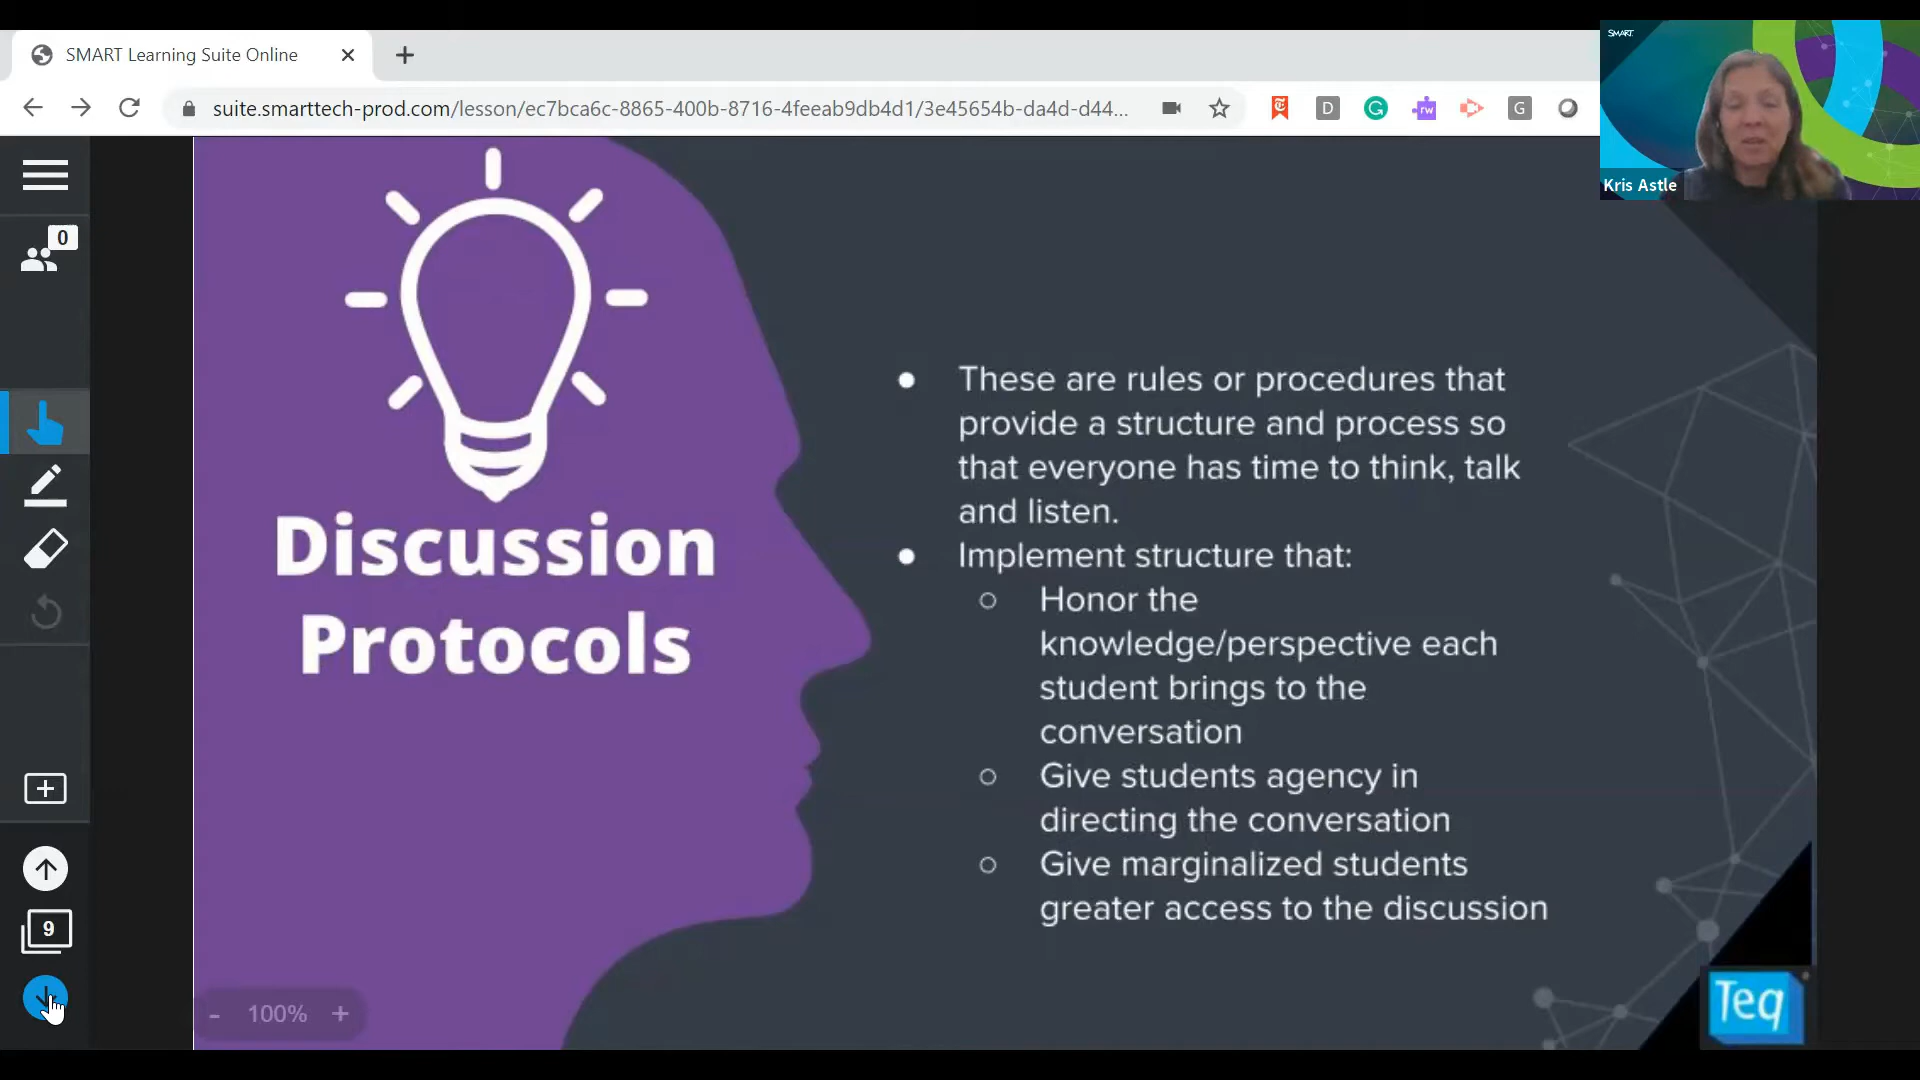 SMART Learning Suite Online
suite.smarttech-prod.com/lesson/ec7bca6c-8865-400b-8716-4feeab9db4d1/3e45654b-da4d-d44...
D
G
rw
G
SMART
Kris Astle
0
Discussion
Protocols
These are rules or procedures that
provide a structure and process so
that everyone has time to think, talk
and listen.
Implement structure that:
Honor the
knowledge/perspective each
student brings to the
conversation
Give students agency in
directing the conversation
Give marginalized students
greater access to the discussion
9
- 100% +
Teq